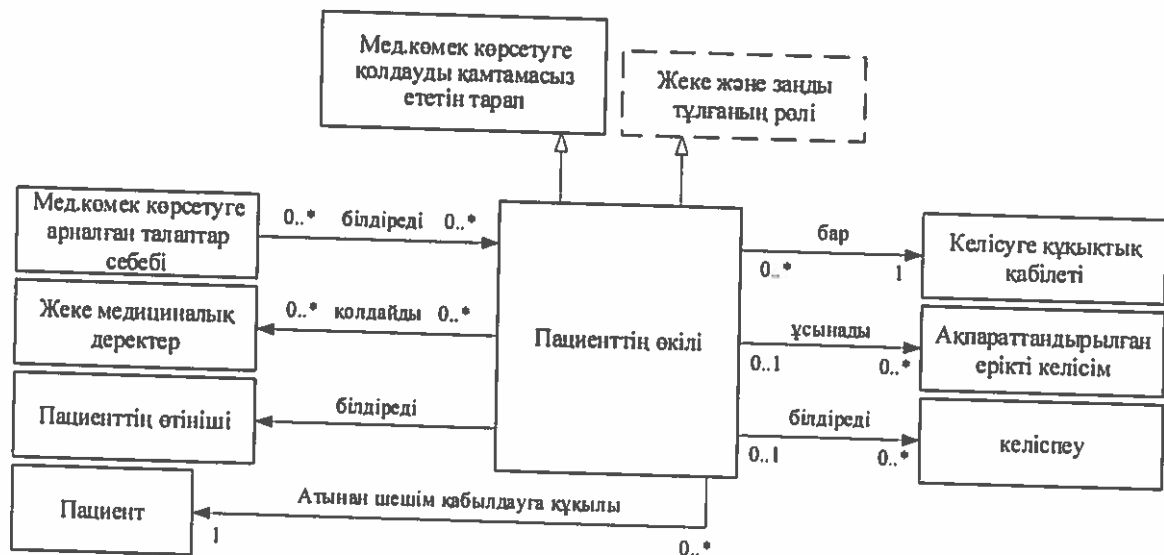 Мед.көмек көрсетуге
қолдауды қамтамасыз
ететін тарап
Жеке және заңды
тұлғаның рөлі
Мед.көмек көрсетуге
арналған талаптар
себебі
0..* білдіреді 0..*
Жеке медициналық
деректер
0..* қолдайды 0..*
Пациенттің өтініші
білдіреді
Пациент
Атынан шешім қабылдауға құқылы
1
0..*
Пациенттің өкілі
бар
0..*
1
Келісуге құқықтық
қабілеті
ұсынады
0..1
0..*
Ақпараттандырылған
ерікті келісім
білдіреді
0..1
0..*
келіспеу